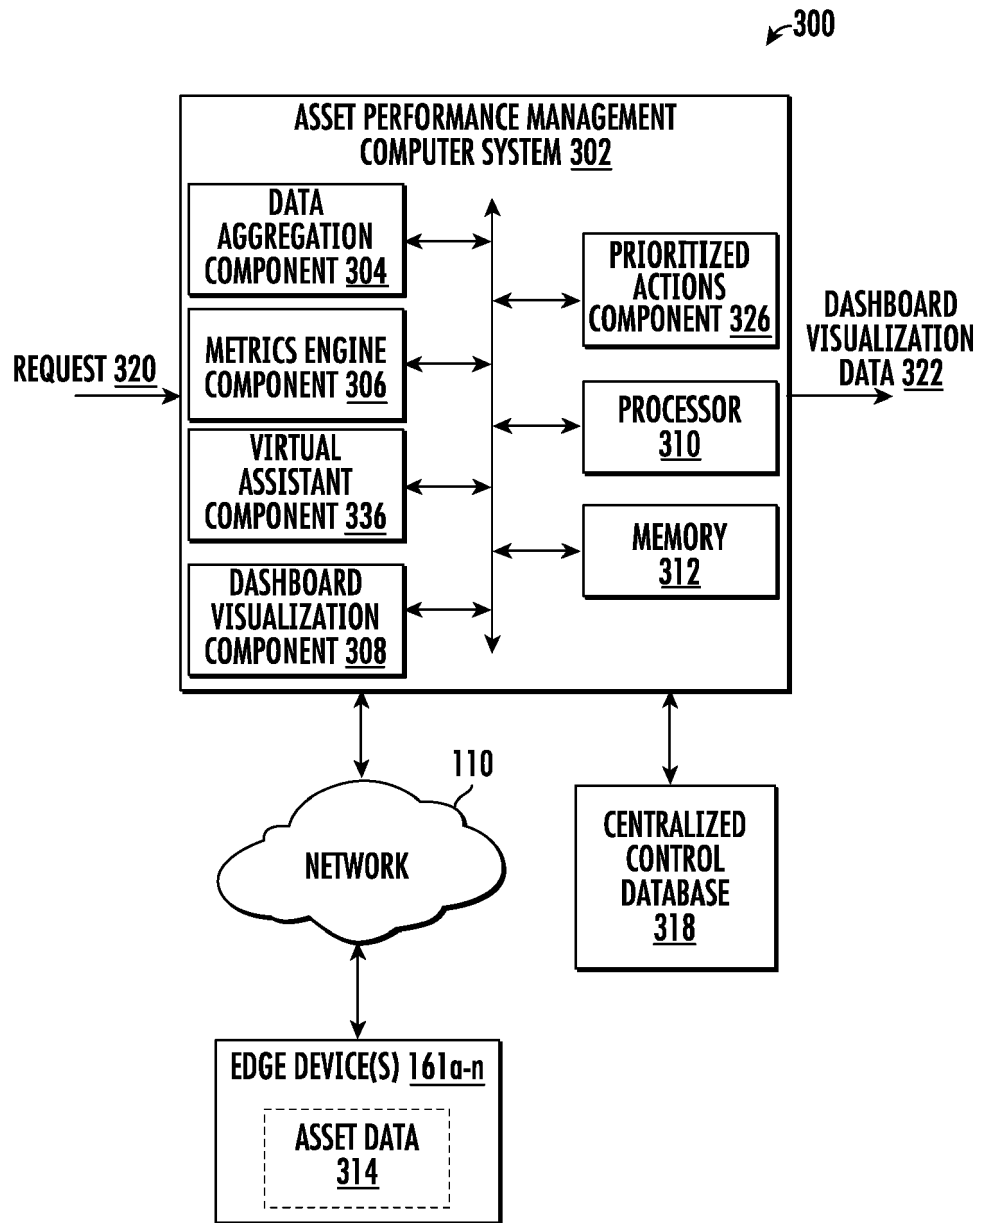 300
ASSET PERFORMANCE MANAGEMENT
COMPUTER SYSTEM 302
DATA
AGGREGATION
COMPONENT 304
METRICS ENGINE
COMPONENT 306
VIRTUAL
ASSISTANT
COMPONENT 336
DASHBOARD
VISUALIZATION
COMPONENT 308
PRIORITIZED
ACTIONS
COMPONENT 326
PROCESSOR
310
MEMORY
312
REQUEST 320
DASHBOARD
VISUALIZATION
DATA 322
110
NETWORK
CENTRALIZED
CONTROL
DATABASE
318
EDGE DEVICE(S) 161a-n
ASSET DATA
314